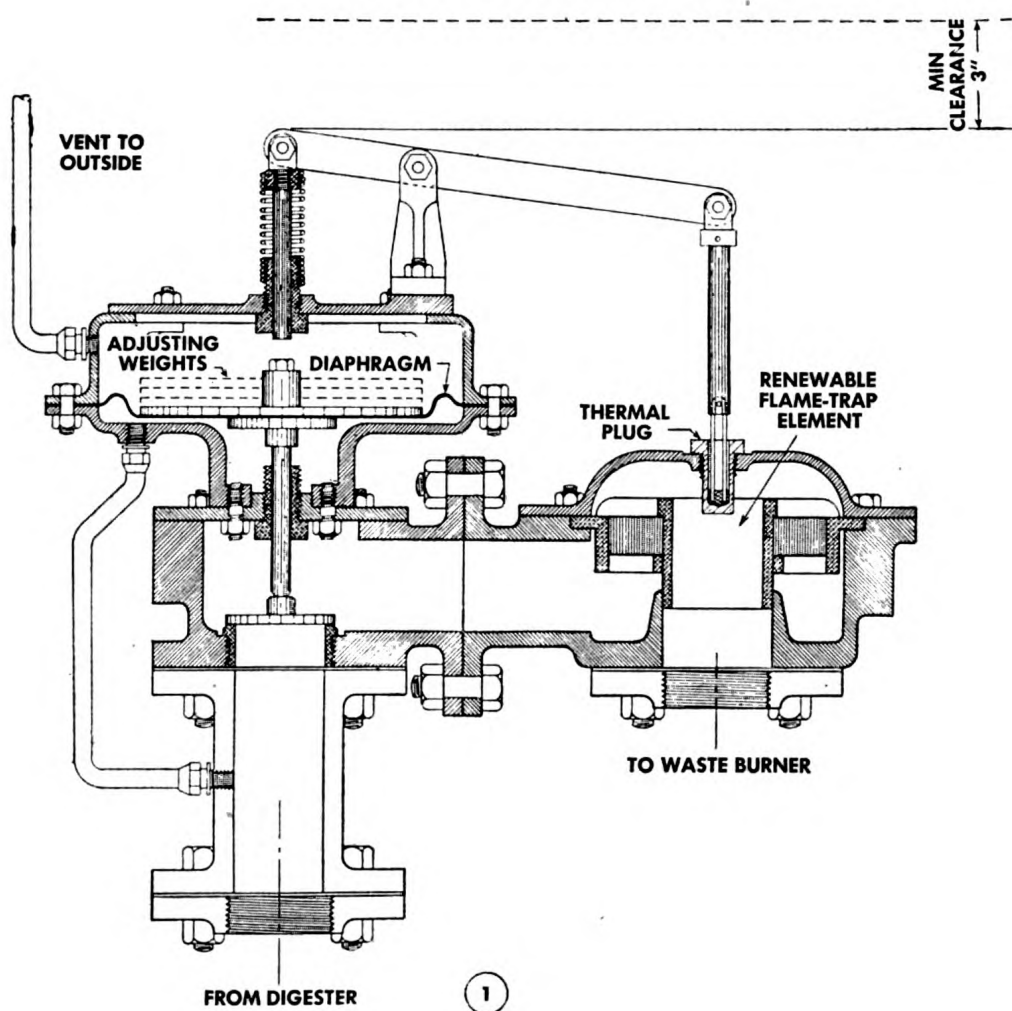 MIN
CLEARANCE
3"
VENT TO
OUTSIDE
ADJUSTING
WEIGHTS
DIAPHRAGM
THERMAL
PLUG
RENEWABLE
FLAME-TRAP
ELEMENT
TO WASTE BURNER
FROM DIGESTER
1